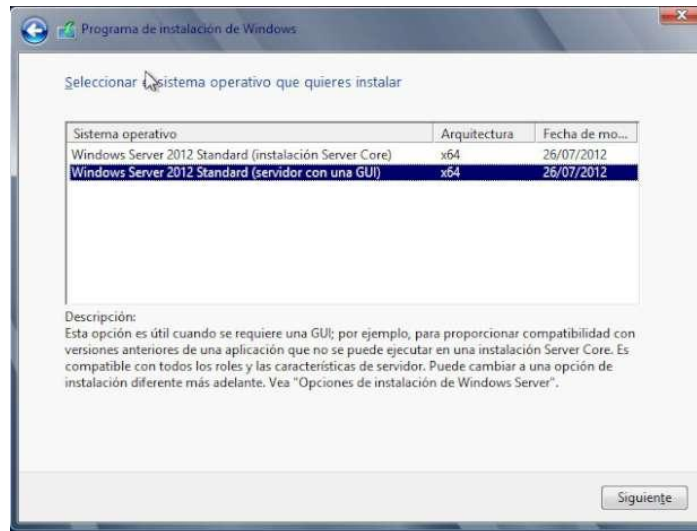 Programa de instalación de Windows
Seleccionar el sistema operativo que quieres instalar
Sistema operativo Arquitectura Fecha de mo...
Windows Server 2012 Standard (instalación Server Core) x64 26/07/2012
Windows Server 2012 Standard (servidor con una GUI) x64 26/07/2012
Descripción:
Esta opción es útil cuando se requiere una GUI; por ejemplo, para proporcionar compatibilidad con
versiones anteriores de una aplicación que no se puede ejecutar en una instalación Server Core. Es
compatible con todos los roles y las características de servidor. Puede cambiar a una opción de
instalación diferente más adelante. Vea "Opciones de instalación de Windows Server".
Siguiente